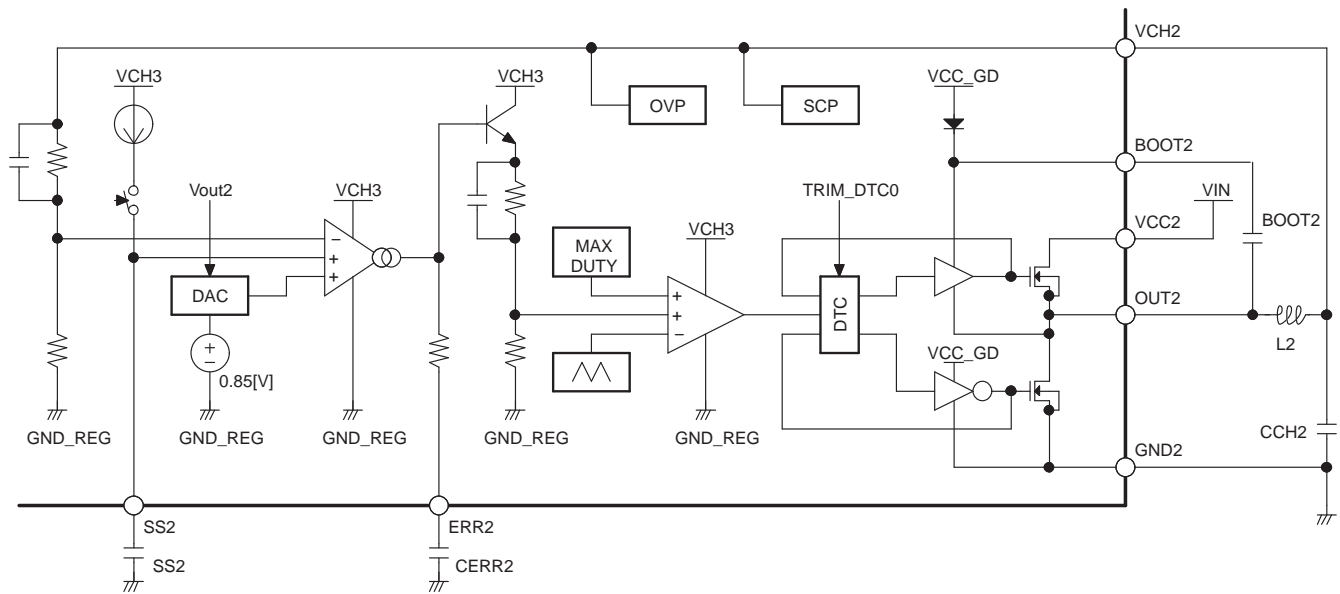 VCH2
VCH3
VCH3
VCC_GD
OVP
SCP
BOOT2
Vout2
VCH3
TRIM_DTC0
VIN
BOOT2
VCC2
MAX
DUTY
VCH3
−
+
+
DAC
+
+
−
DTC
OUT2
L2
+
−
0.85[V]
VCC_GD
GND_REG
GND_REG
GND_REG
GND_REG
GND_REG
CCH2
GND2
SS2
ERR2
SS2
CERR2